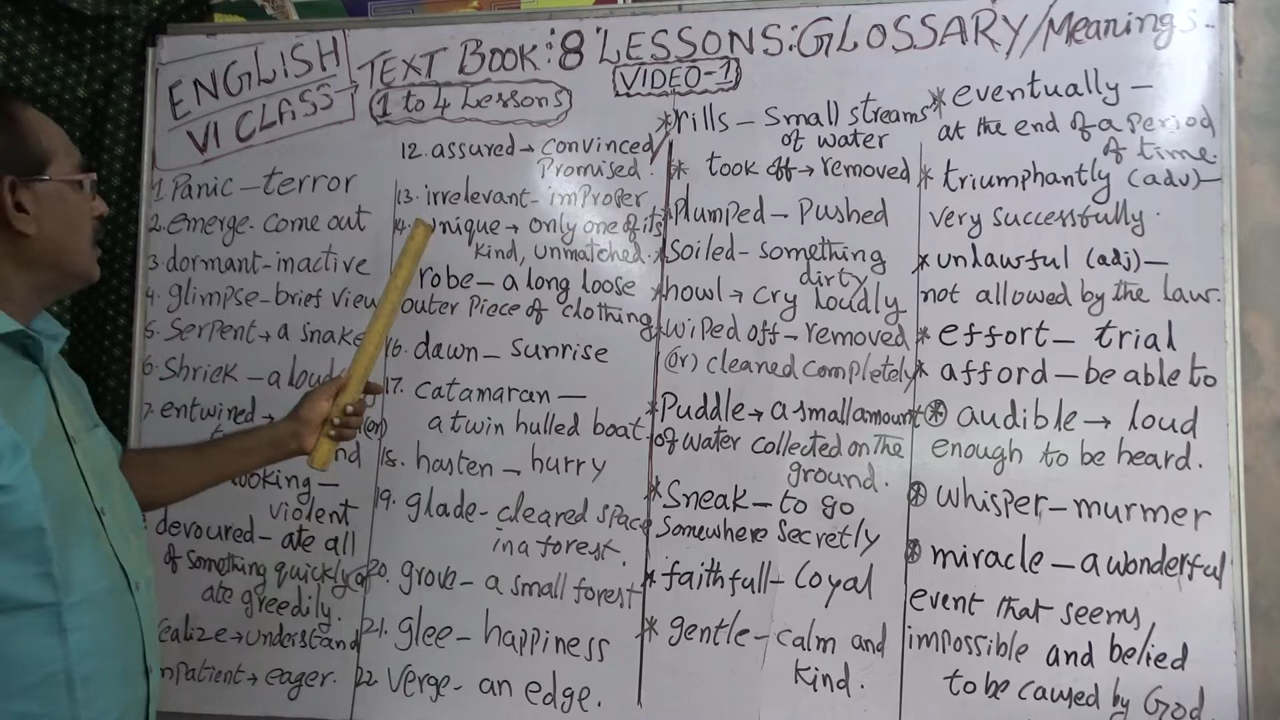 ENGLISH
VI CLASS
TEXT BOOK: 8 LESSONS: GLOSSARY/Meanings-
1 to 4 Lessons
VIDEO-1
1. Panic – terror
2. emerge- come out
3. dormant – inactive
4. glimpse – brief view
5. Serpent → a snake
6. Shriek – a loud
7. entwined →
ooking –
violent
devoured – ate all
of something quickly or
ate greedily.
ealize → understand
mpatient → eager.
12. assured → convinced/
Promised.
13. irrelevant – improper
14. unique → only one of its
kind, unmatched.
robe – a long loose
outer piece of clothing
16. dawn – sunrise
17. catamaran –
a twin hulled boat.
18. hasten – hurry
19. glade – cleared space
in a forest.
20. grove – a small forest
21. glee – happiness
22 verge – an edge.
* rills – small streams
of water
* took off → removed
* Plumped – Pushed
* Soiled – something
dirty
* howl → cry loudly
* wiped off – removed
(or) cleaned completely
* Puddle → a small amount
of water collected on the
ground.
* Sneak – to go
somewhere secretly
* faithfull – loyal
* gentle – calm and
kind.
* eventually –
at the end of a period
of time.
* triumphantly (adv) –
very successfully.
* unlawful (adj) –
not allowed by the law.
* effort – trial
* afford – be able to
* audible → loud
enough to be heard.
* whisper – murmer
* miracle – a wonderful
event that seems
impossible and belied
to be caused by God